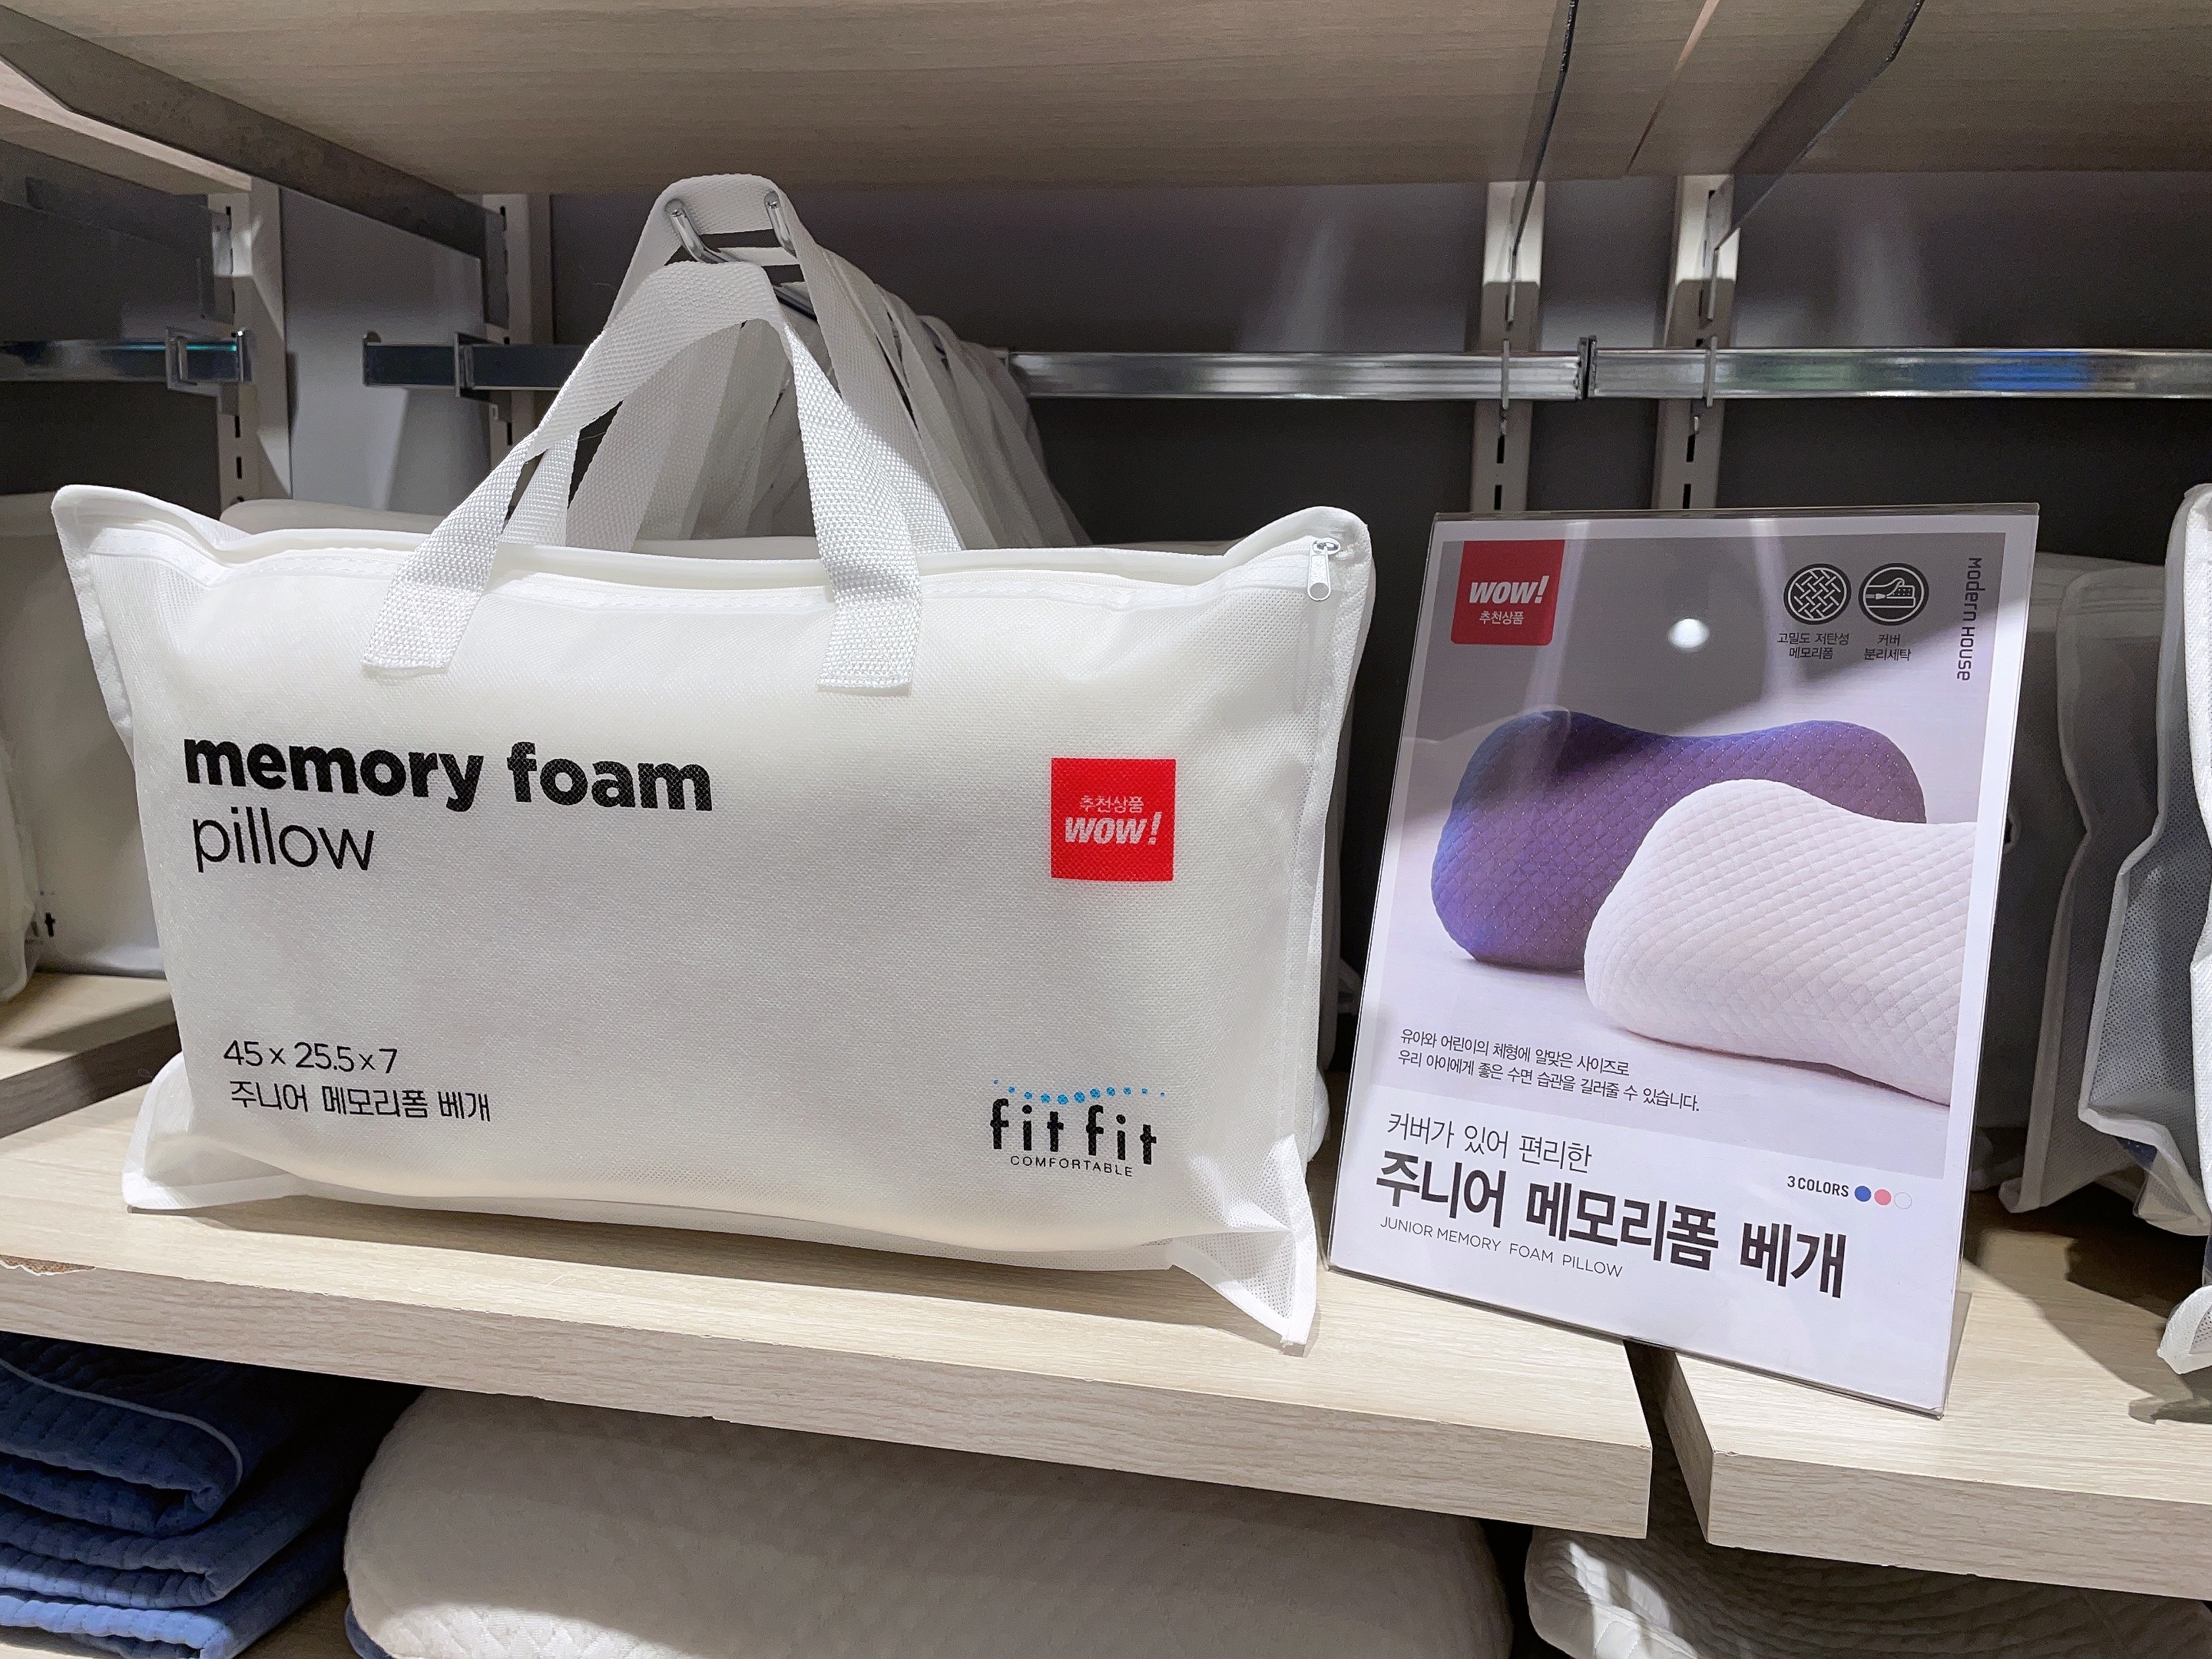 memory foam
pillow
추천상품
wow!
45 x 25.5 x 7
주니어 메모리폼 베개
fit fit
COMFORTABLE
wow!
추천상품
고밀도 저탄성
메모리폼
커버
분리세탁
modern House
유아와 어린이의 체형에 알맞은 사이즈로
우리 아이에게 좋은 수면 습관을 길러줄 수 있습니다.
커버가 있어 편리한
주니어 메모리폼 베개
JUNIOR MEMORY FOAM PILLOW
3 COLORS